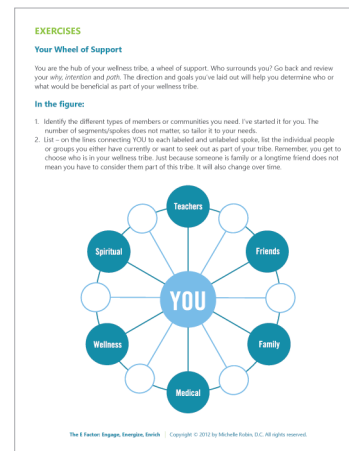 EXERCISES
Your Wheel of Support
You are the hub of your wellness tribe, a wheel of support. Who surrounds you? Go back and review
your why, intention and path. The direction and goals you've laid out will help you determine who or
what would be beneficial as part of your wellness tribe.
In the figure:
1. Identify the different types of members or communities you need. I've started it for you. The
number of segments/spokes does not matter, so tailor it to your needs.
2. List – on the lines connecting YOU to each labeled and unlabeled spoke, list the individual people
or groups you either have currently or want to seek out as part of your tribe. Remember, you get to
choose who is in your wellness tribe. Just because someone is family or a longtime friend does not
mean you have to consider them part of this tribe. It will also change over time.
Teachers
Spiritual
Friends
YOU
Wellness
Family
Medical
The E Factor: Engage, Energize, Enrich | Copyright © 2012 by Michelle Robin, D.C. All rights reserved.